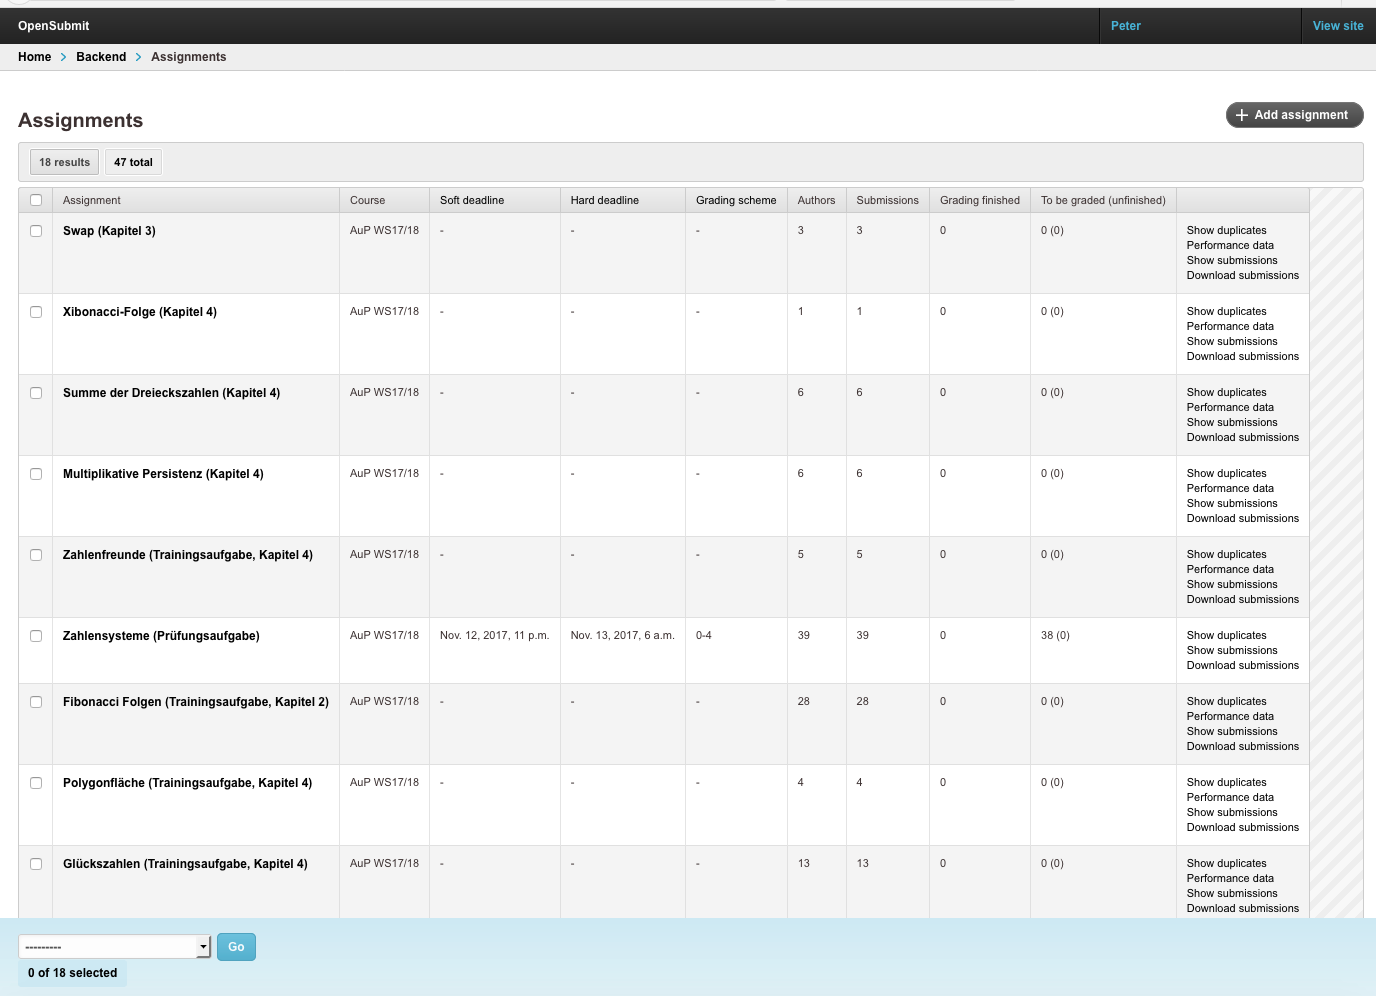 OpenSubmit Peter View site
Home > Backend > Assignments
Assignments
+ Add assignment
18 results 47 total
Assignment Course Soft deadline Hard deadline Grading scheme Authors Submissions Grading finished To be graded (unfinished)
Swap (Kapitel 3) AuP WS17/18 - - - 3 3 0 0 (0) Show duplicates
Performance data
Show submissions
Download submissions
Xibonacci-Folge (Kapitel 4) AuP WS17/18 - - - 1 1 0 0 (0) Show duplicates
Performance data
Show submissions
Download submissions
Summe der Dreieckszahlen (Kapitel 4) AuP WS17/18 - - - 6 6 0 0 (0) Show duplicates
Performance data
Show submissions
Download submissions
Multiplikative Persistenz (Kapitel 4) AuP WS17/18 - - - 6 6 0 0 (0) Show duplicates
Performance data
Show submissions
Download submissions
Zahlenfreunde (Trainingsaufgabe, Kapitel 4) AuP WS17/18 - - - 5 5 0 0 (0) Show duplicates
Performance data
Show submissions
Download submissions
Zahlensysteme (Prüfungsaufgabe) AuP WS17/18 Nov. 12, 2017, 11 p.m. Nov. 13, 2017, 6 a.m. 0-4 39 39 0 38 (0) Show duplicates
Show submissions
Download submissions
Fibonacci Folgen (Trainingsaufgabe, Kapitel 2) AuP WS17/18 - - - 28 28 0 0 (0) Show duplicates
Performance data
Show submissions
Download submissions
Polygonfläche (Trainingsaufgabe, Kapitel 4) AuP WS17/18 - - - 4 4 0 0 (0) Show duplicates
Performance data
Show submissions
Download submissions
Glückszahlen (Trainingsaufgabe, Kapitel 4) AuP WS17/18 - - - 13 13 0 0 (0) Show duplicates
Performance data
Show submissions
Download submissions
--------- Go
0 of 18 selected